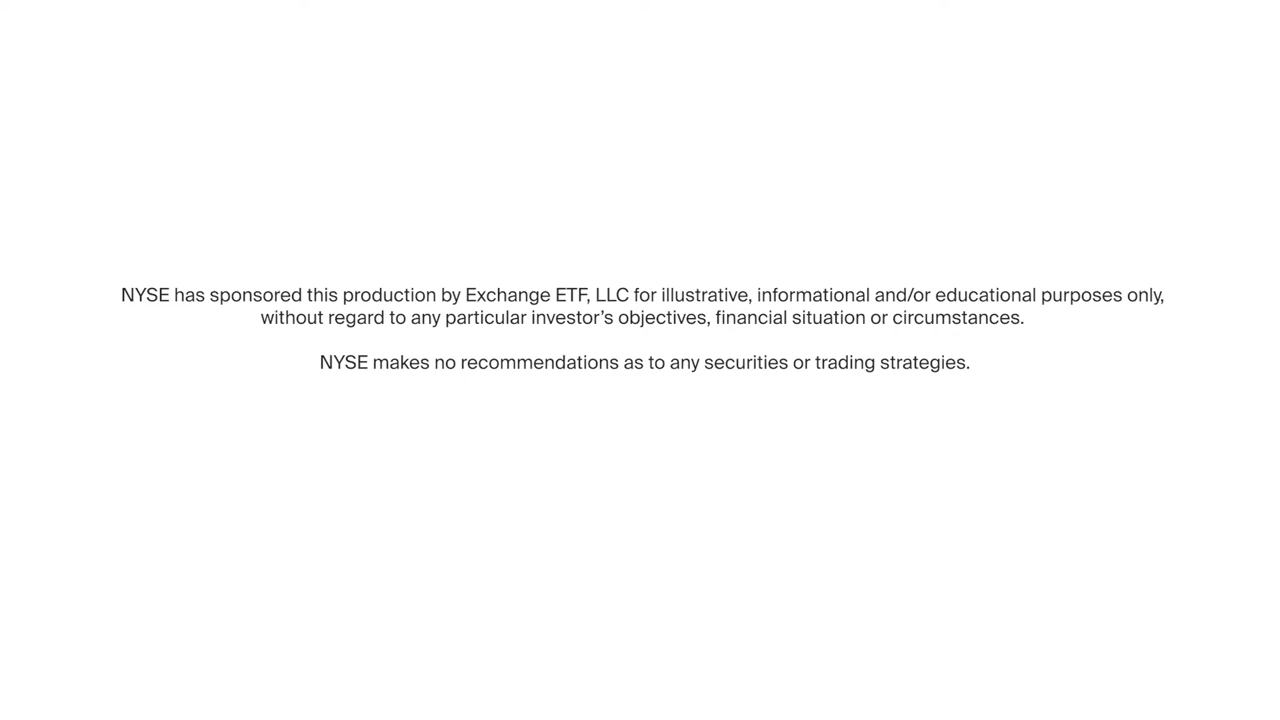 NYSE has sponsored this production by Exchange ETF, LLC for illustrative, informational and/or educational purposes only,
without regard to any particular investor’s objectives, financial situation or circumstances.
NYSE makes no recommendations as to any securities or trading strategies.